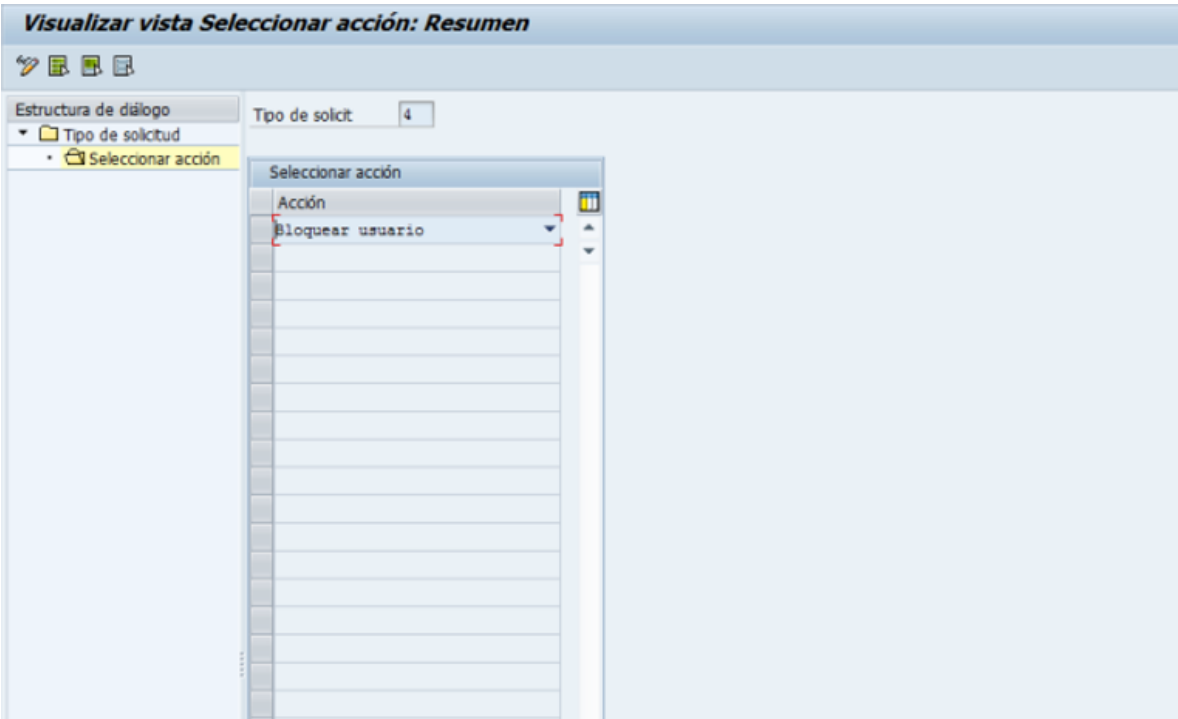 Visualizar vista Seleccionar acción: Resumen
Estructura de diálogo
Tipo de solicitud
Seleccionar acción
Tipo de solicit 4
Seleccionar acción
Acción
Bloquear usuario